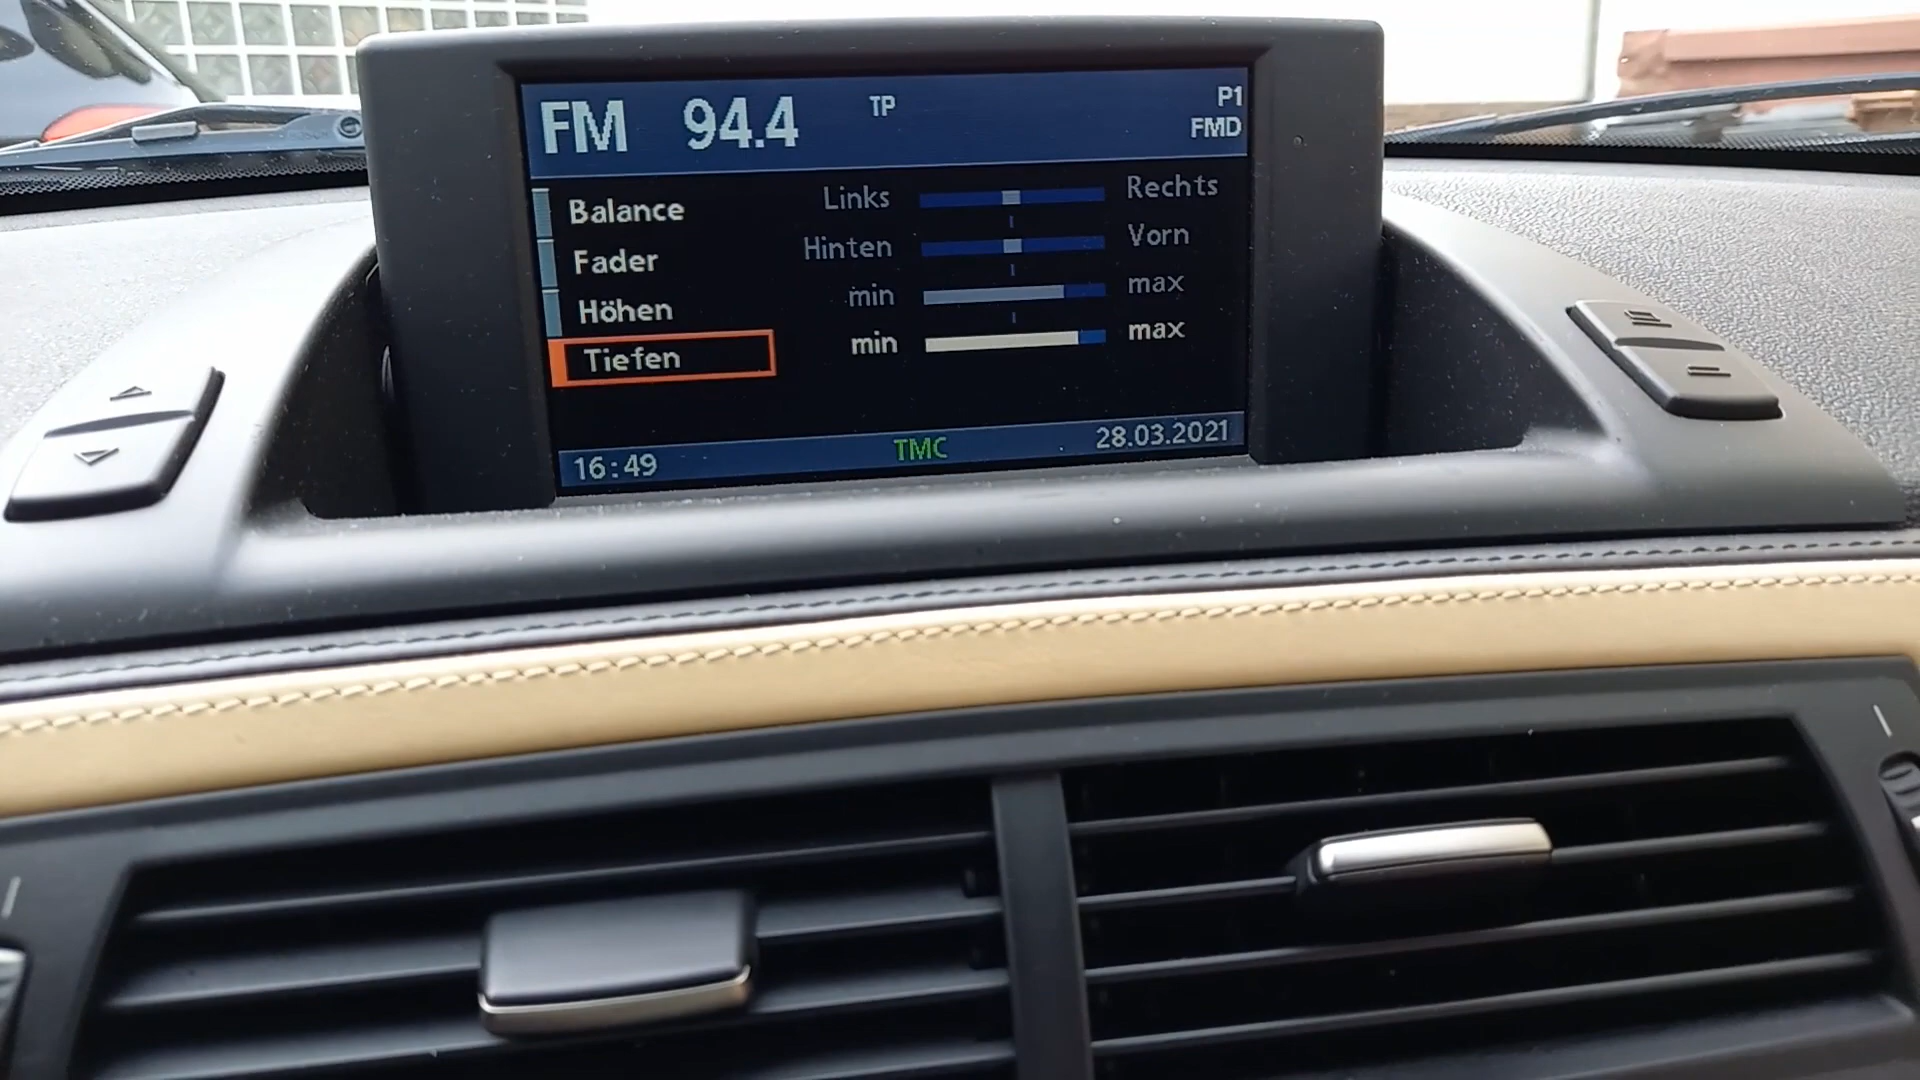 FM 94.4 TP P1
FMD
Balance Links Rechts
Fader Hinten Vorn
Höhen min max
Tiefen min max
16:49 TMC 28.03.2021